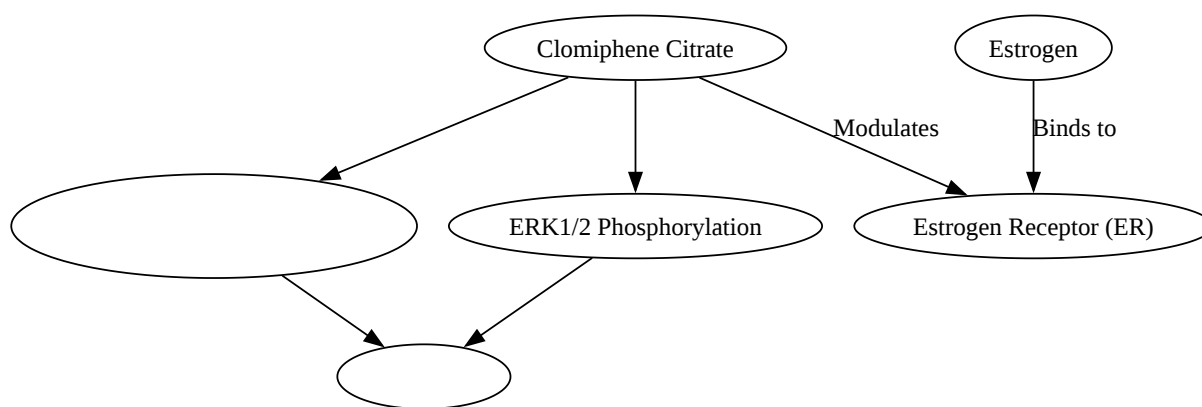 Clomiphene Citrate
Estrogen
Modulates
Binds to
ERK1/2 Phosphorylation
Estrogen Receptor (ER)